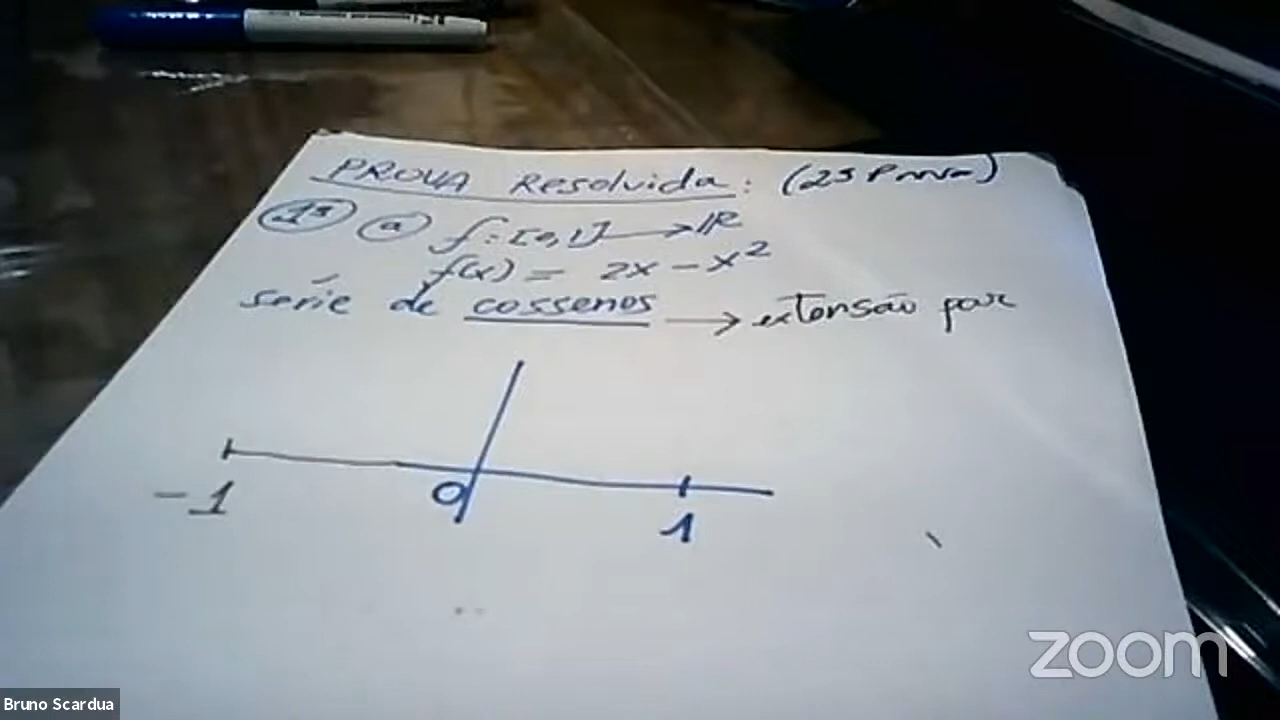 PROVA Resolvida: (2ª Prova)
1ª a f: [0,1] → ℝ
f(x) = 2x - x²
série de cossenos → extensão par
-1 0 1
zoom
Bruno Scardua